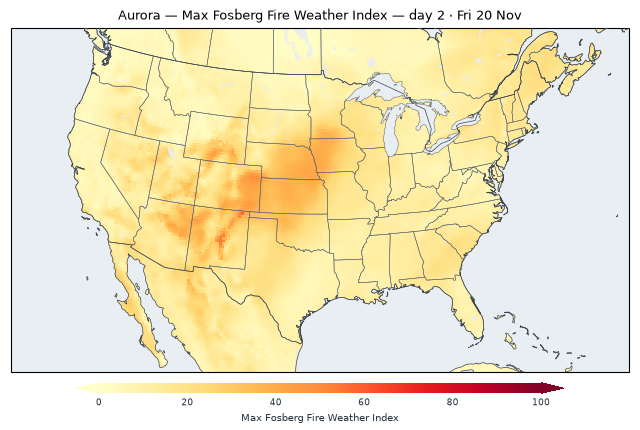 Aurora — Max Fosberg Fire Weather Index — day 2 · Fri 20 Nov
0 20 40 60 80 100
Max Fosberg Fire Weather Index